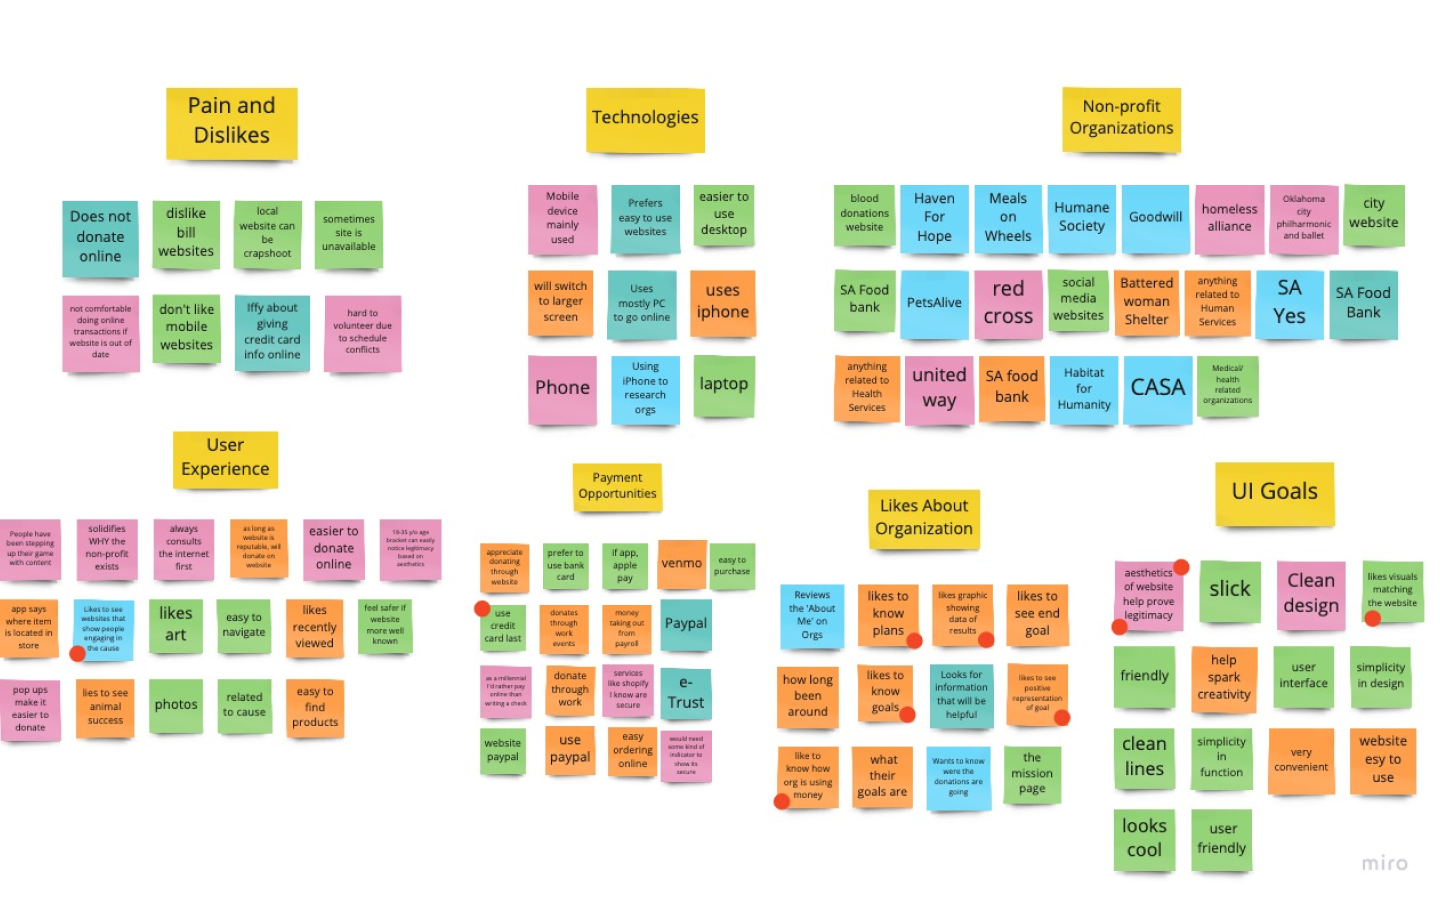 Pain and
Dislikes
Does not
donate
online
dislike
bill
websites
local
website can
be
crapshoot
sometimes
site is
unavailable
not comfortable
doing online
transactions if
website is out of
date
don't like
mobile
websites
Iffy about
giving
credit card
info online
hard to
volunteer due
to schedule
conflicts
Technologies
Mobile
device
mainly
used
Prefers
easy to use
websites
easier to
use
desktop
will switch
to larger
screen
Uses
mostly PC
to go online
uses
iphone
Phone
Using
iPhone to
research
orgs
laptop
Non-profit
Organizations
blood
donations
website
Haven
For
Hope
Meals
on
Wheels
Humane
Society
Goodwill
homeless
alliance
Oklahoma
city
philharmonic
and ballet
city
website
SA Food
bank
PetsAlive
red
cross
social
media
websites
Battered
woman
Shelter
anything
related to
Human
Services
SA
Yes
SA Food
Bank
anything
related to
Health
Services
united
way
SA food
bank
Habitat
for
Humanity
CASA
Medical/
health
related
organizations
User
Experience
People have
been stepping
up their game
with content
solidifies
WHY the
non-profit
exists
always
consults
the internet
first
as long as
website is
reputable, will
donate on
website
easier to
donate
online
18-35 y/o age
bracket can easily
notice legitimacy
based on
aesthetics
app says
where item
is located in
store
Likes to see
websites that
show people
engaging in
the cause
likes
art
easy to
navigate
likes
recently
viewed
feel safer if
website
more well
known
pop ups
make it
easier to
donate
lies to see
animal
success
photos
related
to cause
easy to
find
products
Payment
Opportunities
appreciate
donating
through
website
prefer to
use bank
card
if app,
apple
pay
venmo
easy to
purchase
use
credit
card last
donates
through
work
events
money
taking out
from
payroll
Paypal
as a millennial
I'd rather pay
online than
writing a check
donate
through
work
services
like shopify
I know are
secure
e-
Trust
website
paypal
use
paypal
easy
ordering
online
would need
some kind of
indicator to
show its
secure
Likes About
Organization
Reviews
the 'About
Me' on
Orgs
likes to
know
plans
likes graphic
showing
data of
results
likes to
see end
goal
how long
been
around
likes to
know
goals
Looks for
information
that will be
helpful
likes to see
positive
representation
of goal
like to
know how
org is using
money
what
their
goals are
Wants to know
were the
donations are
going
the
mission
page
UI Goals
aesthetics
of website
help prove
legitimacy
slick
Clean
design
likes visuals
matching
the website
friendly
help
spark
creativity
user
interface
simplicity
in design
clean
lines
simplicity
in
function
very
convenient
website
esy to
use
looks
cool
user
friendly
miro